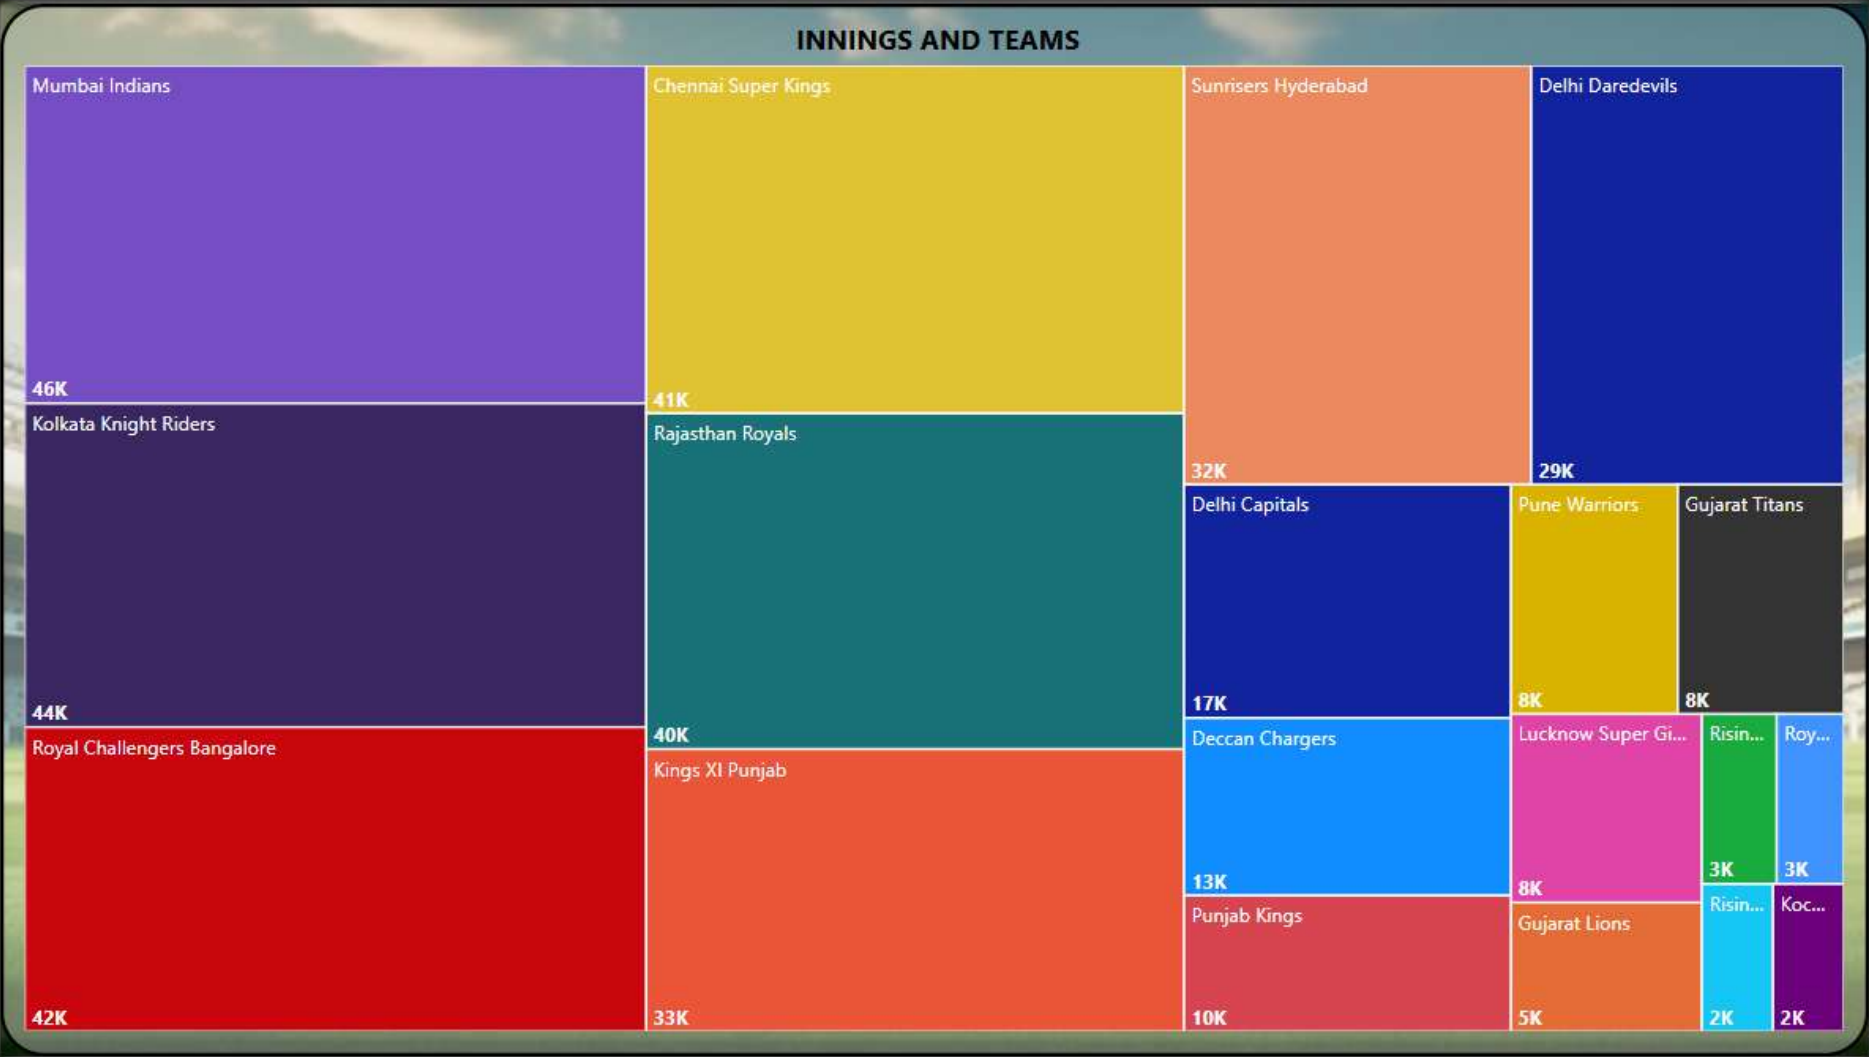 INNINGS AND TEAMS
Mumbai Indians
46K
Kolkata Knight Riders
44K
Royal Challengers Bangalore
42K
Chennai Super Kings
41K
Rajasthan Royals
40K
Kings XI Punjab
33K
Sunrisers Hyderabad
32K
Delhi Daredevils
29K
Delhi Capitals
17K
Deccan Chargers
13K
Punjab Kings
10K
Pune Warriors
8K
Gujarat Titans
8K
Lucknow Super Gi...
8K
Gujarat Lions
5K
Risin...
3K
Roy...
3K
Risin...
2K
Koc...
2K